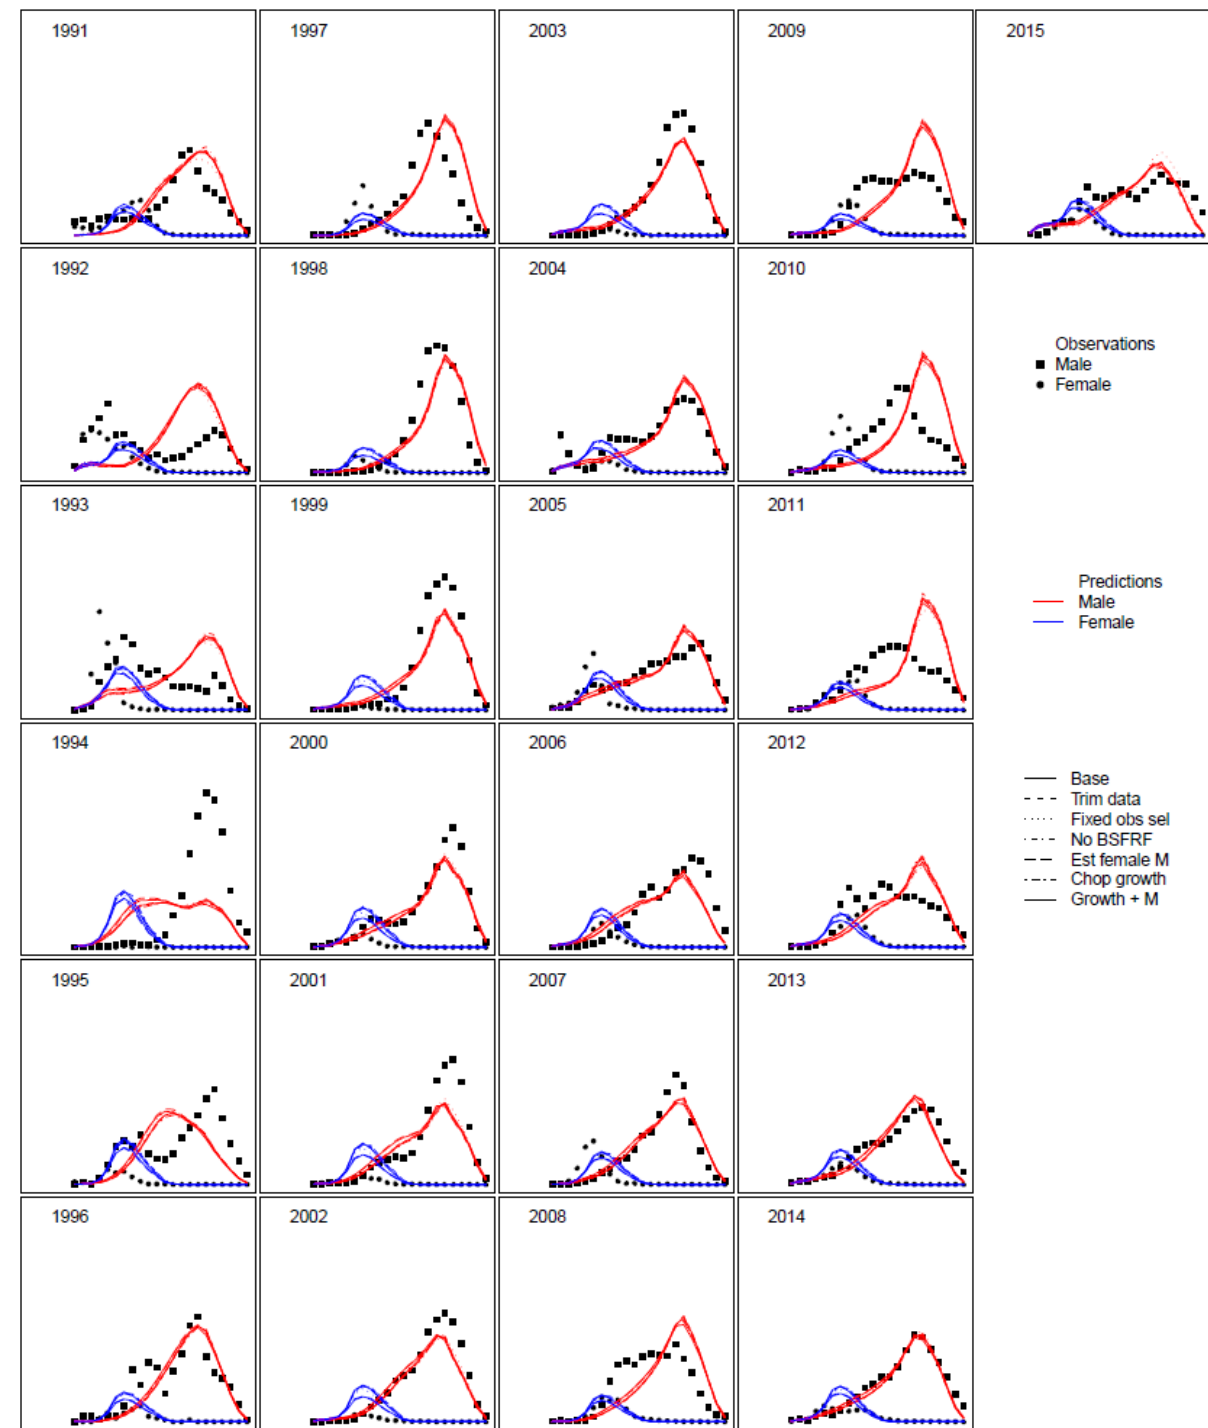 1991
1997
2003
2009
2015
1992
1998
2004
2010
Observations
Male
Female
1993
1999
2005
2011
Predictions
Male
Female
1994
2000
2006
2012
Base
Trim data
Fixed obs sel
No BSFRF
Est female M
Chop growth
Growth + M
1995
2001
2007
2013
1996
2002
2008
2014